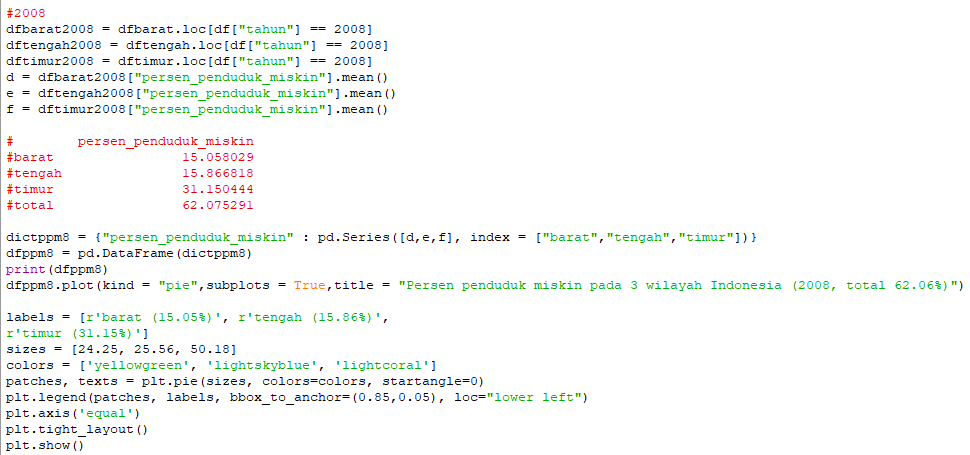 #2008
dfbarat2008 = dfbarat.loc[df["tahun"] == 2008]
dftengah2008 = dftengah.loc[df["tahun"] == 2008]
dftimur2008 = dftimur.loc[df["tahun"] == 2008]
d = dfbarat2008["persen_penduduk_miskin"].mean()
e = dftengah2008["persen_penduduk_miskin"].mean()
f = dftimur2008["persen_penduduk_miskin"].mean()
#        persen_penduduk_miskin
#barat                15.058029
#tengah               15.866818
#timur                31.150444
#total                62.075291
dictppm8 = {"persen_penduduk_miskin" : pd.Series([d,e,f], index = ["barat","tengah","timur"])}
dfppm8 = pd.DataFrame(dictppm8)
print(dfppm8)
dfppm8.plot(kind = "pie",subplots = True,title = "Persen penduduk miskin pada 3 wilayah Indonesia (2008, total 62.06%)")
labels = [r'barat (15.05%)', r'tengah (15.86%)',
r'timur (31.15%)']
sizes = [24.25, 25.56, 50.18]
colors = ['yellowgreen', 'lightskyblue', 'lightcoral']
patches, texts = plt.pie(sizes, colors=colors, startangle=0)
plt.legend(patches, labels, bbox_to_anchor=(0.85,0.05), loc="lower left")
plt.axis('equal')
plt.tight_layout()
plt.show()